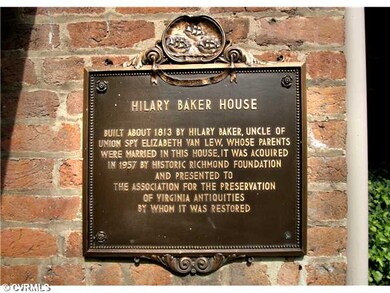 HILARY BAKER HOUSE
BUILT ABOUT 1813 BY HILARY BAKER, UNCLE OF
UNION SPY ELIZABETH VAN LEW, WHOSE PARENTS
WERE MARRIED IN THIS HOUSE, IT WAS ACQUIRED
IN 1957 BY HISTORIC RICHMOND FOUNDATION
AND PRESENTED TO
THE ASSOCIATION FOR THE PRESERVATION
OF VIRGINIA ANTIQUITIES
BY WHOM IT WAS RESTORED
©CVRMLS